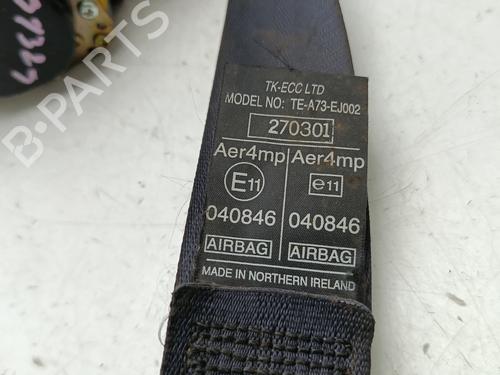 TK-ECC LTD
MODEL NO: TE-A73-EJ002
270301
Aer4mp Aer4mp
E11 e11
040846 040846
AIRBAG AIRBAG
MADE IN NORTHERN IRELAND
B-PARTS